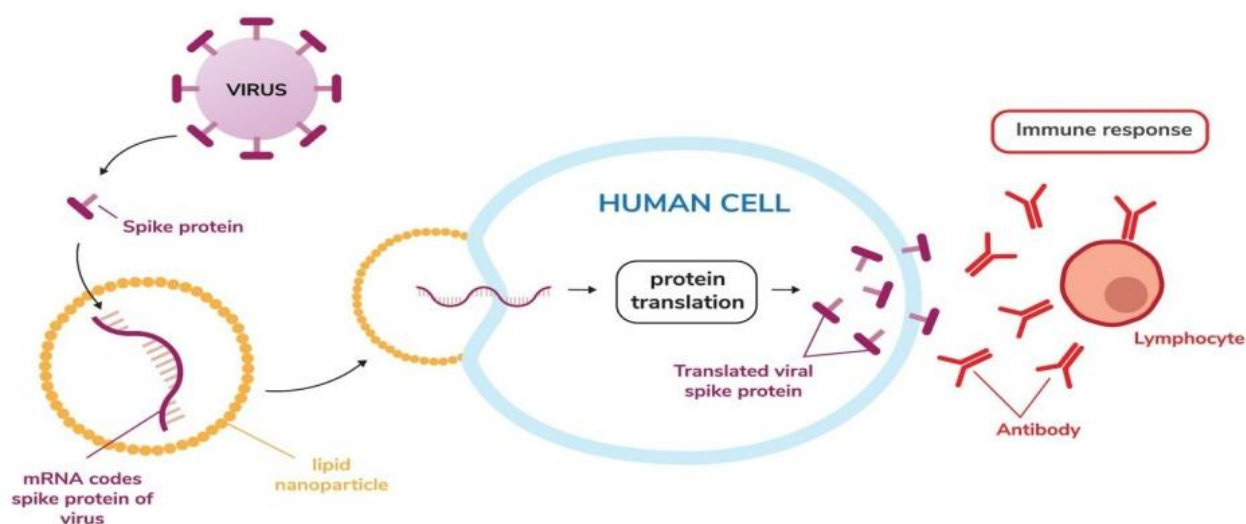 VIRUS
Spike protein
mRNA codes
spike protein of
virus
lipid
nanoparticle
HUMAN CELL
protein
translation
Translated viral
spike protein
Immune response
Lymphocyte
Antibody